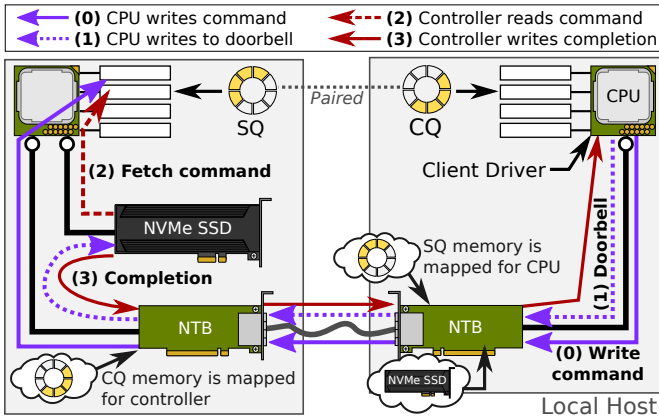 (0) CPU writes command
(1) CPU writes to doorbell
(2) Controller reads command
(3) Controller writes completion
SQ
Paired
CQ
CPU
Client Driver
(2) Fetch command
NVMe SSD
(3) Completion
SQ memory is
mapped for CPU
(1) Doorbell
NTB
NTB
(0) Write
command
CQ memory is mapped
for controller
NVMe SSD
Local Host